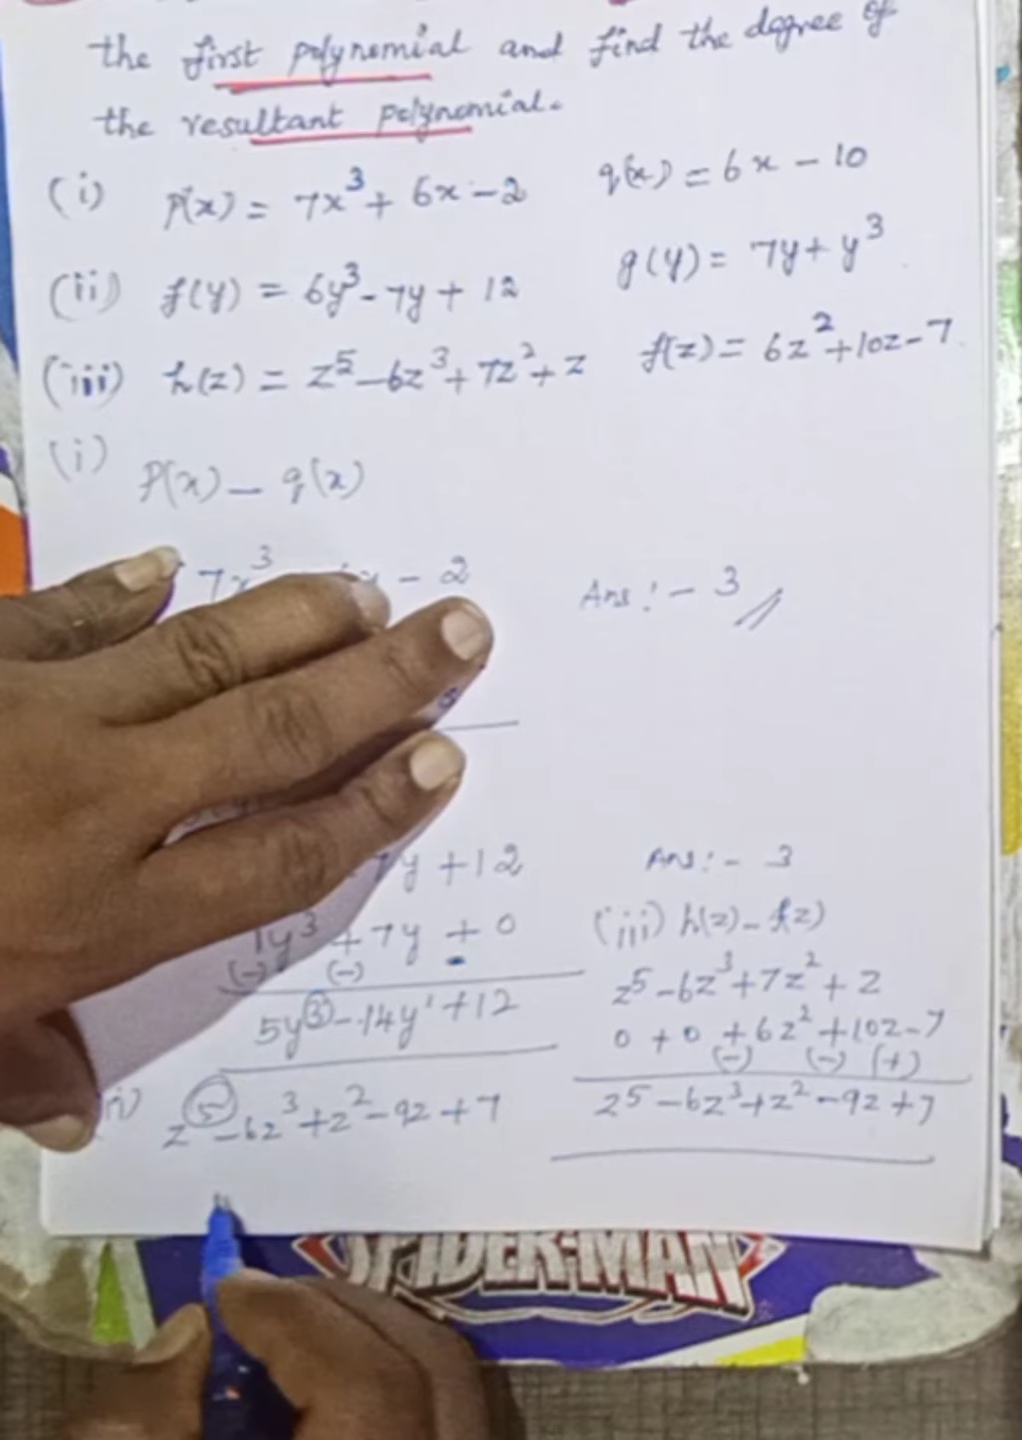 the first polynomial and find the degree of
the resultant polynomial.
(i) p(x) = 7x³ + 6x - 2 q(x) = 6x - 10
(ii) f(y) = 6y³ - 7y + 12 g(y) = 7y + y³
(iii) h(z) = z⁵ - 6z³ + 7z² + z f(z) = 6z² + 10z - 7
(i) P(x) - q(x)
7x³ - 2
Ans :- 3
7y + 12
1y³ + 7y + 0
(-) (-)
5y³ - 14y¹ + 12
Ans :- 3
(iii) h(z) - f(z)
z⁵ - 6z³ + 7z² + z
0 + 0 + 6z² + 10z - 7
(-) (-) (+)
z⁵ - 6z³ + z² - 9z + 7
z⁵ - 6z³ + z² - 9z + 7
SPIDER-MAN